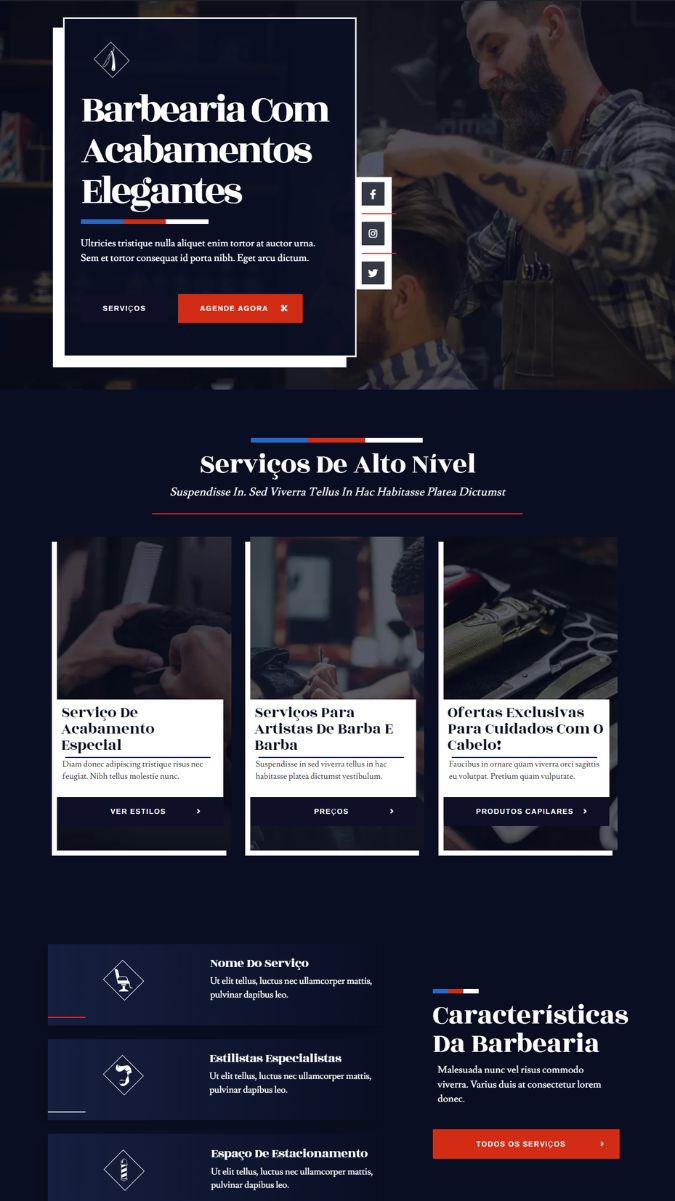 Barbearia Com
Acabamentos
Elegantes
Ultricies tristique nulla aliquet enim tortor at auctor urna.
Sem et tortor consequat id porta nibh. Eget arcu dictum.
SERVIÇOS
AGENDE AGORA
Serviços De Alto Nível
Suspendisse In. Sed Viverra Tellus In Hac Habitasse Platea Dictumst
Serviço De
Acabamento
Especial
Diam donec adipiscing tristique risus nec
feugiat. Nibh tellus molestie nunc.
VER ESTILOS
Serviços Para
Artistas De Barba E
Barba
Suspendisse in sed viverra tellus in hac
habitasse platea dictumst vestibulum.
PREÇOS
Ofertas Exclusivas
Para Cuidados Com O
Cabelo!
Faucibus in ornare quam viverra orci sagittis
eu volutpat. Pretium quam vulputate.
PRODUTOS CAPILARES
Nome Do Serviço
Ut elit tellus, luctus nec ullamcorper mattis,
pulvinar dapibus leo.
Estilistas Especialistas
Ut elit tellus, luctus nec ullamcorper mattis,
pulvinar dapibus leo.
Espaço De Estacionamento
Ut elit tellus, luctus nec ullamcorper mattis,
pulvinar dapibus leo.
Características
Da Barbearia
Malesuada nunc vel risus commodo
viverra. Varius duis at consectetur lorem
donec.
TODOS OS SERVIÇOS